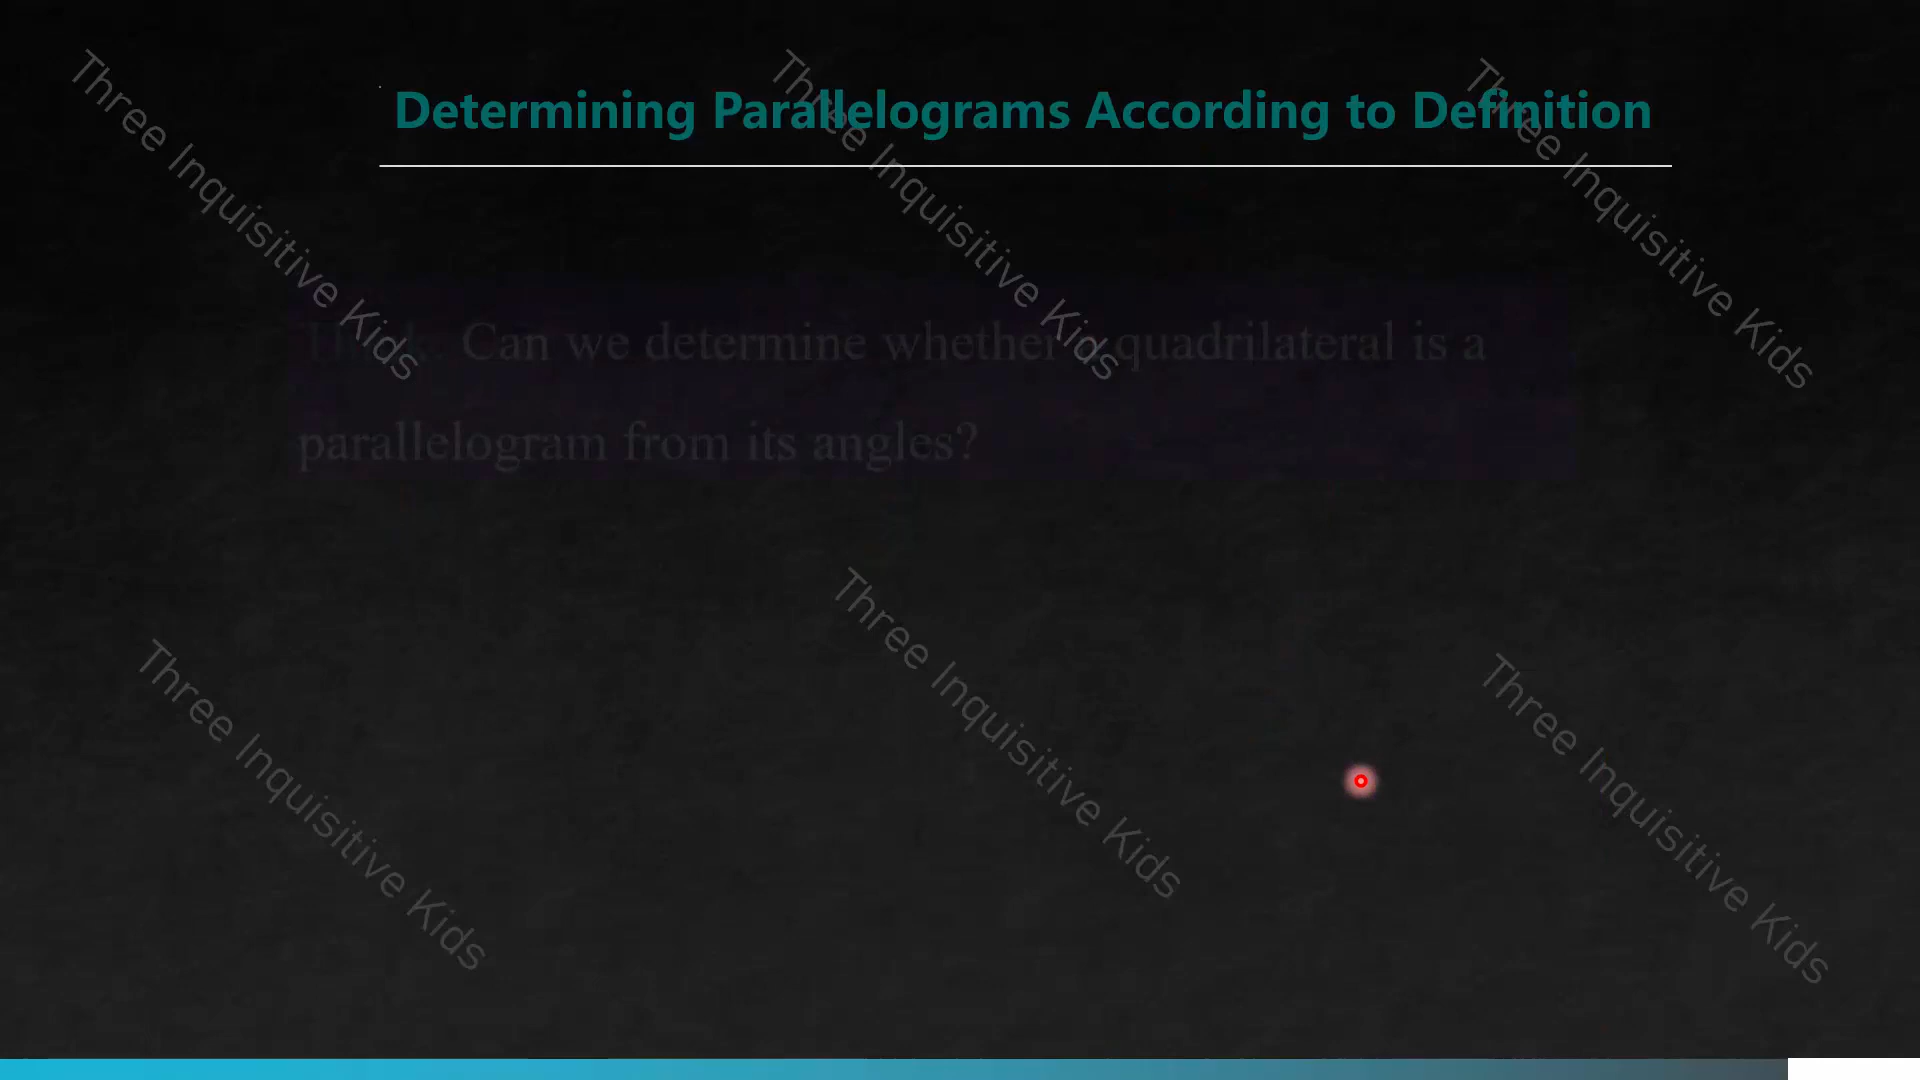 Determining Parallelograms According to Definition
Can we determine whether quadrilateral is a
parallelogram from its angles?
Three Inquisitive Kids
Three Inquisitive Kids
Three Inquisitive Kids
Three Inquisitive Kids
Three Inquisitive Kids
Three Inquisitive Kids